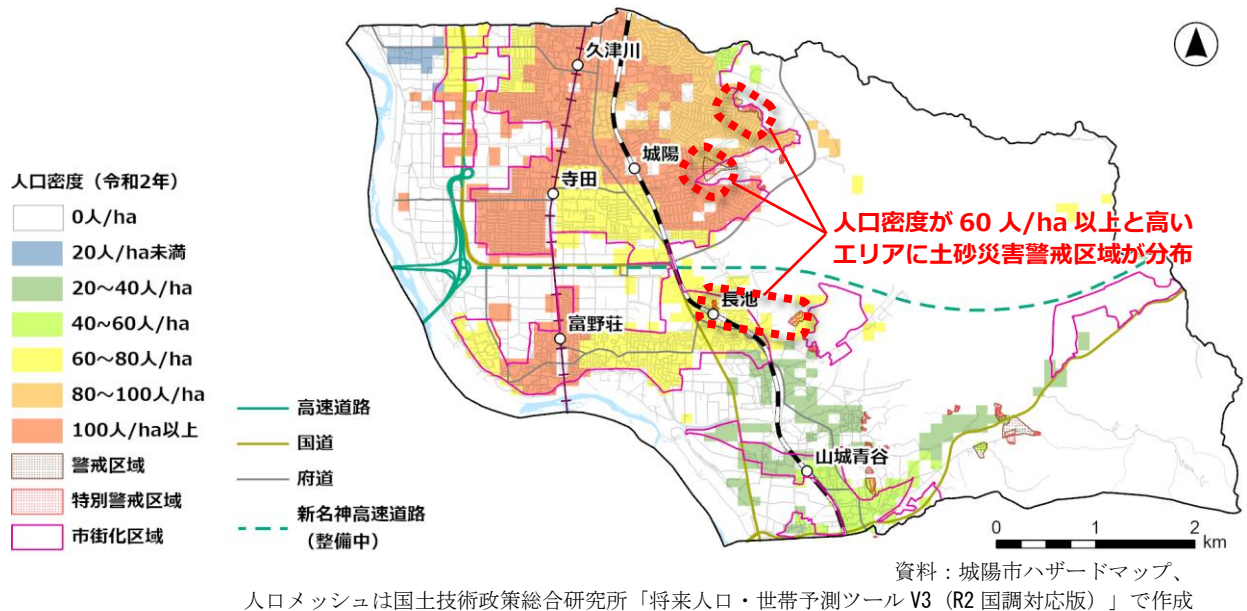 久津川
城陽
寺田
人口密度が 60 人/ha 以上と高い
エリアに土砂災害警戒区域が分布
長池
富野荘
山城青谷
人口密度（令和2年）
0人/ha
20人/ha未満
20～40人/ha
40~60人/ha
60～80人/ha
80～100人/ha
100人/ha以上
警戒区域
特別警戒区域
市街化区域
高速道路
国道
府道
新名神高速道路
（整備中）
0 1 2
km
資料：城陽市ハザードマップ、
人口メッシュは国土技術政策総合研究所「将来人口・世帯予測ツール V3（R2 国調対応版）」で作成